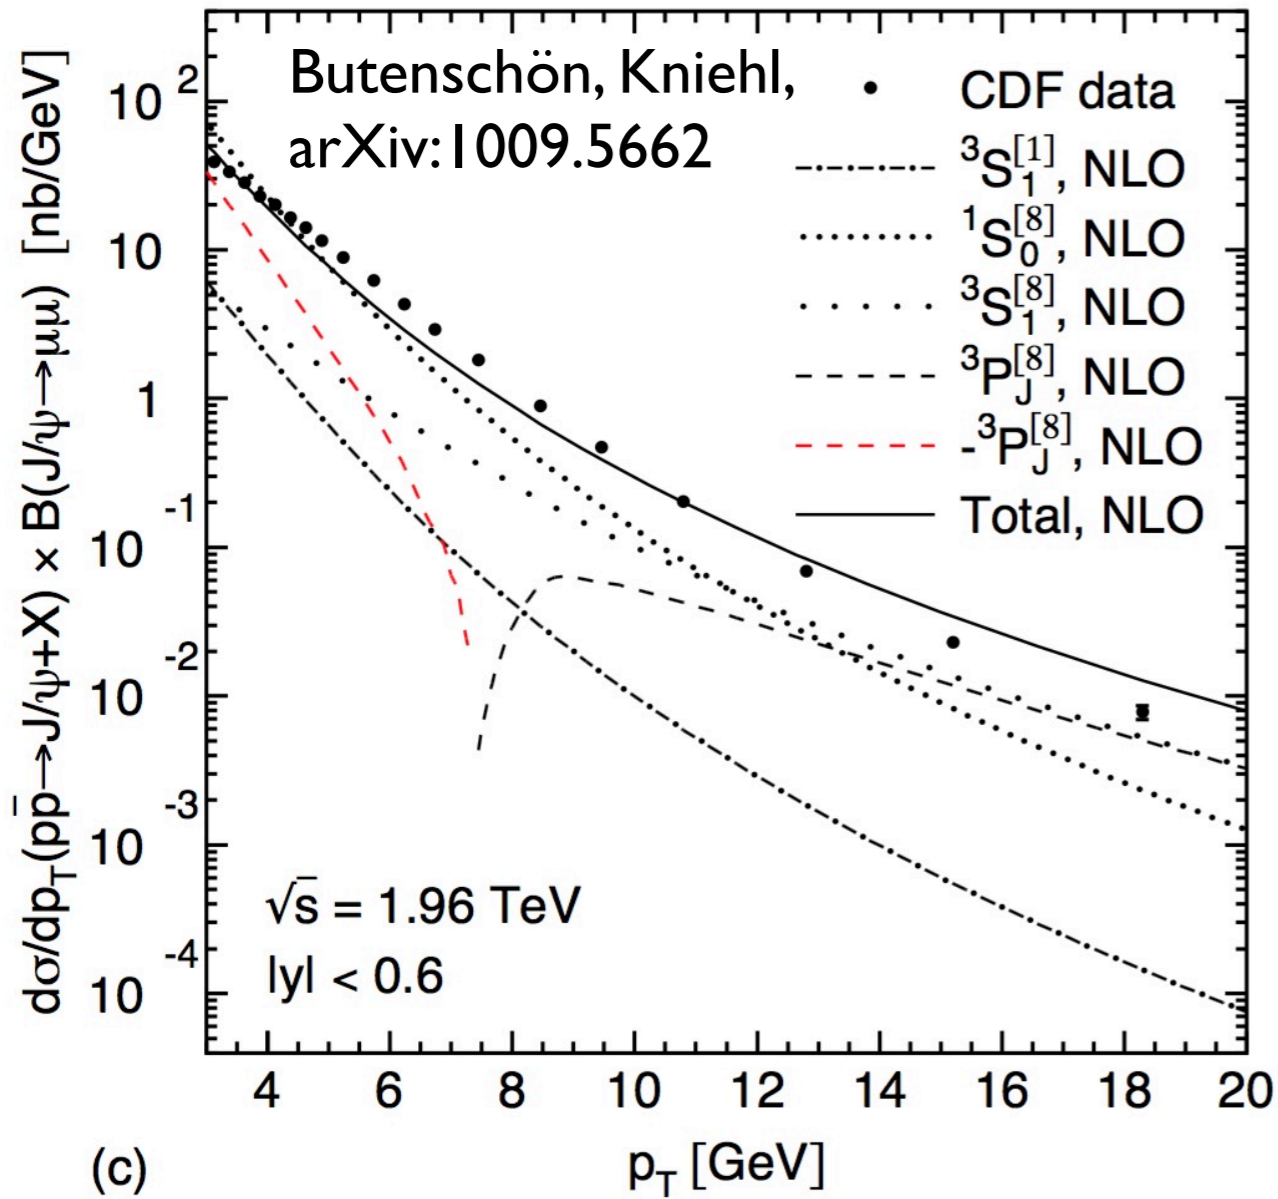 Butenschön, Kniehl,
arXiv:1009.5662
CDF data
³S₁^[1], NLO
¹S₀^[8], NLO
³S₁^[8], NLO
³P_J^[8], NLO
-³P_J^[8], NLO
Total, NLO
dσ/dp_T(pp̄→J/ψ+X) × B(J/ψ→μμ) [nb/GeV]
10²
10
1
10⁻¹
10⁻²
10⁻³
10⁻⁴
√s̅ = 1.96 TeV
|y| < 0.6
4 6 8 10 12 14 16 18 20
(c) p_T [GeV]